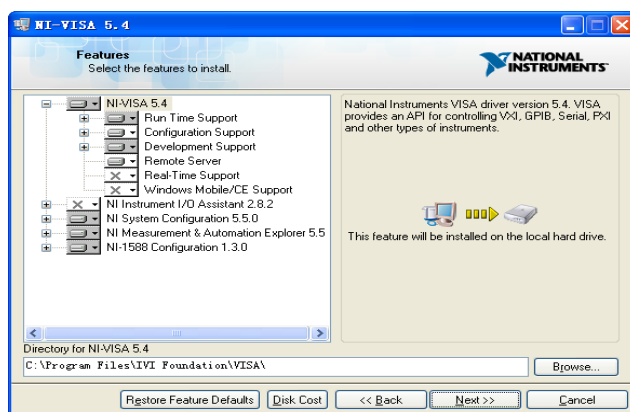 NI-VISA 5.4
Features
Select the features to install.
NATIONAL
INSTRUMENTS
NI-VISA 5.4
Run Time Support
Configuration Support
Development Support
Remote Server
Real-Time Support
Windows Mobile/CE Support
NI Instrument I/O Assistant 2.8.2
NI System Configuration 5.5.0
NI Measurement & Automation Explorer 5.5
NI-1588 Configuration 1.3.0
National Instruments VISA driver version 5.4. VISA
provides an API for controlling VXI, GPIB, Serial, PXI
and other types of instruments.
This feature will be installed on the local hard drive.
Directory for NI-VISA 5.4
C:\Program Files\IVI Foundation\VISA\
Browse...
Restore Feature Defaults
Disk Cost
<< Back
Next >>
Cancel